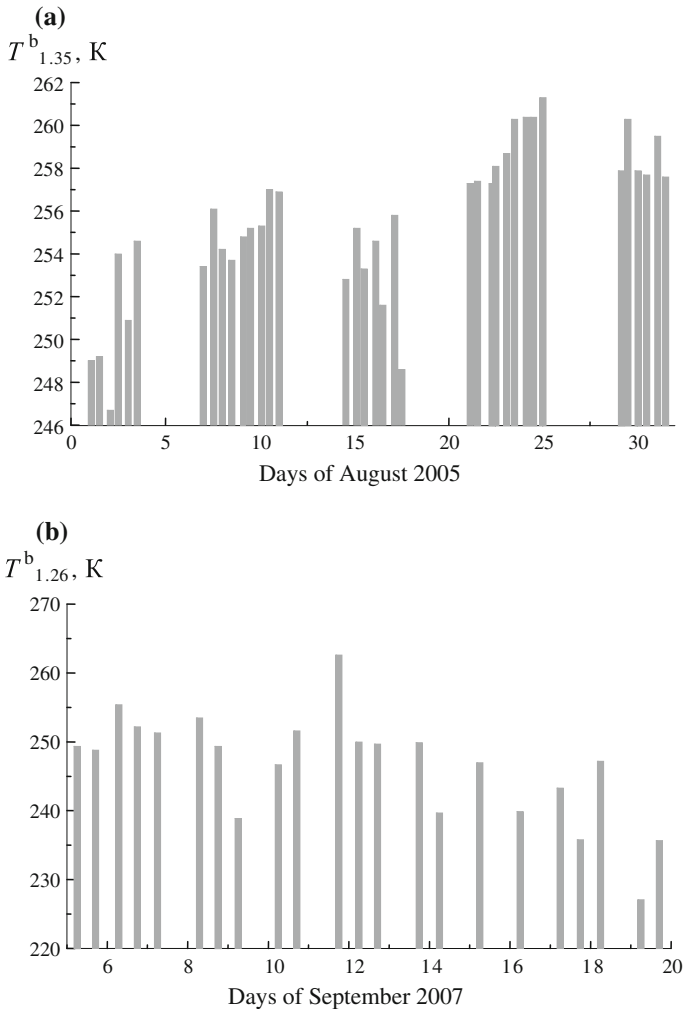 (a)
T b 1.35, K
262
260
258
256
254
252
250
248
246
0 5 10 15 20 25 30
Days of August 2005
(b)
T b 1.26, K
270
260
250
240
230
220
6 8 10 12 14 16 18 20
Days of September 2007